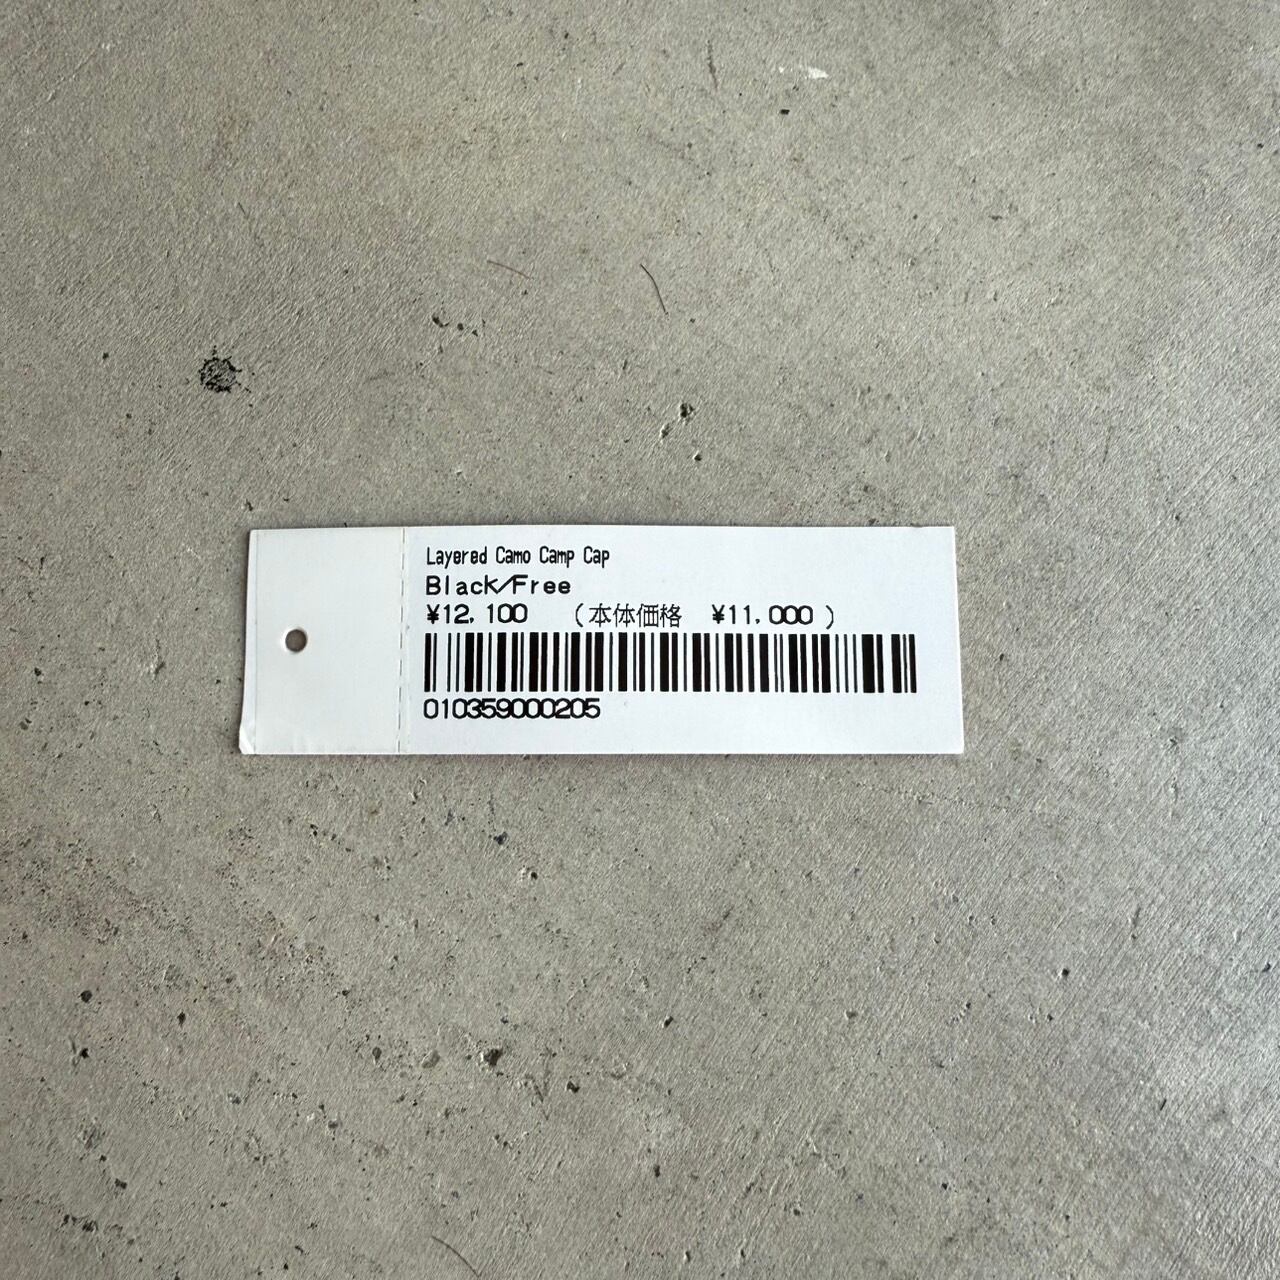 Layered Camo Camp Cap
Black/Free
¥12,100 (本体価格 ¥11,000 )
010359000205